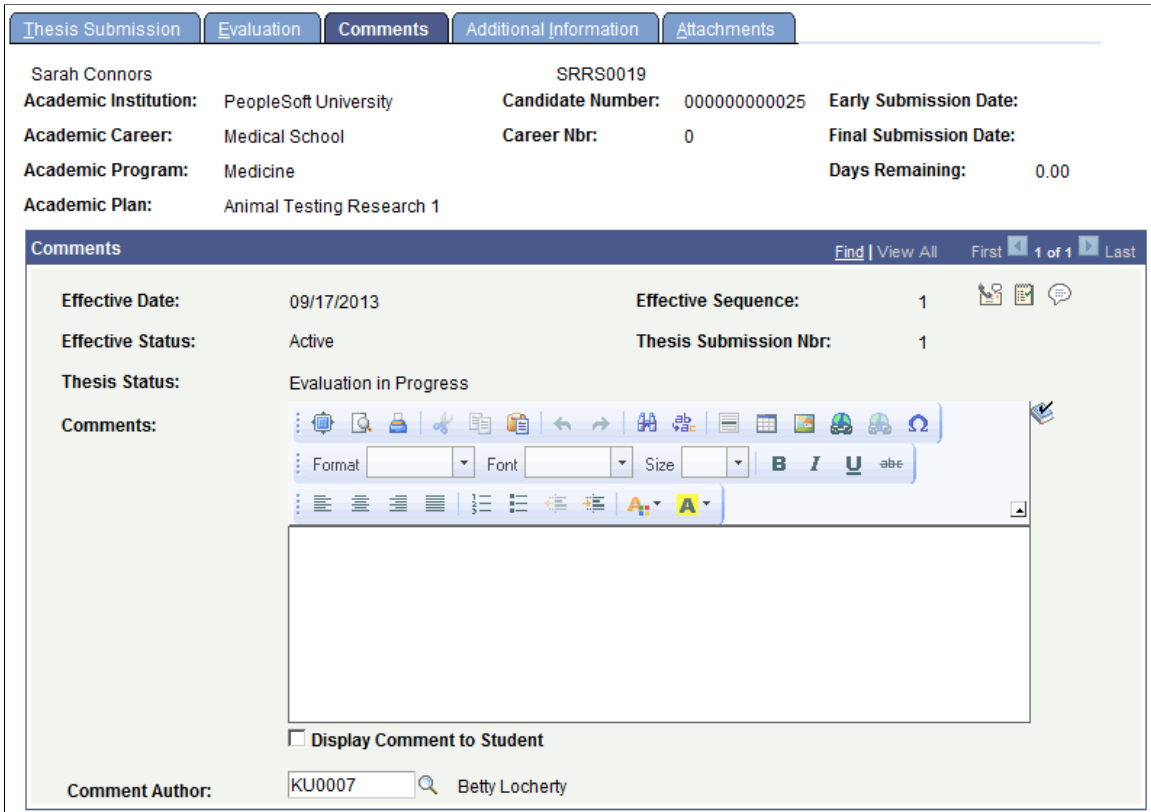 Thesis Submission Evaluation Comments Additional Information Attachments
Sarah Connors SRRS0019
Academic Institution: PeopleSoft University Candidate Number: 000000000025 Early Submission Date:
Academic Career: Medical School Career Nbr: 0 Final Submission Date:
Academic Program: Medicine Days Remaining: 0.00
Academic Plan: Animal Testing Research 1
Comments Find | View All First 1 of 1 Last
Effective Date: 09/17/2013 Effective Sequence: 1
Effective Status: Active Thesis Submission Nbr: 1
Thesis Status: Evaluation in Progress
Comments:
Format Font Size B I U abc
A A
Display Comment to Student
Comment Author: KU0007 Betty Locherty